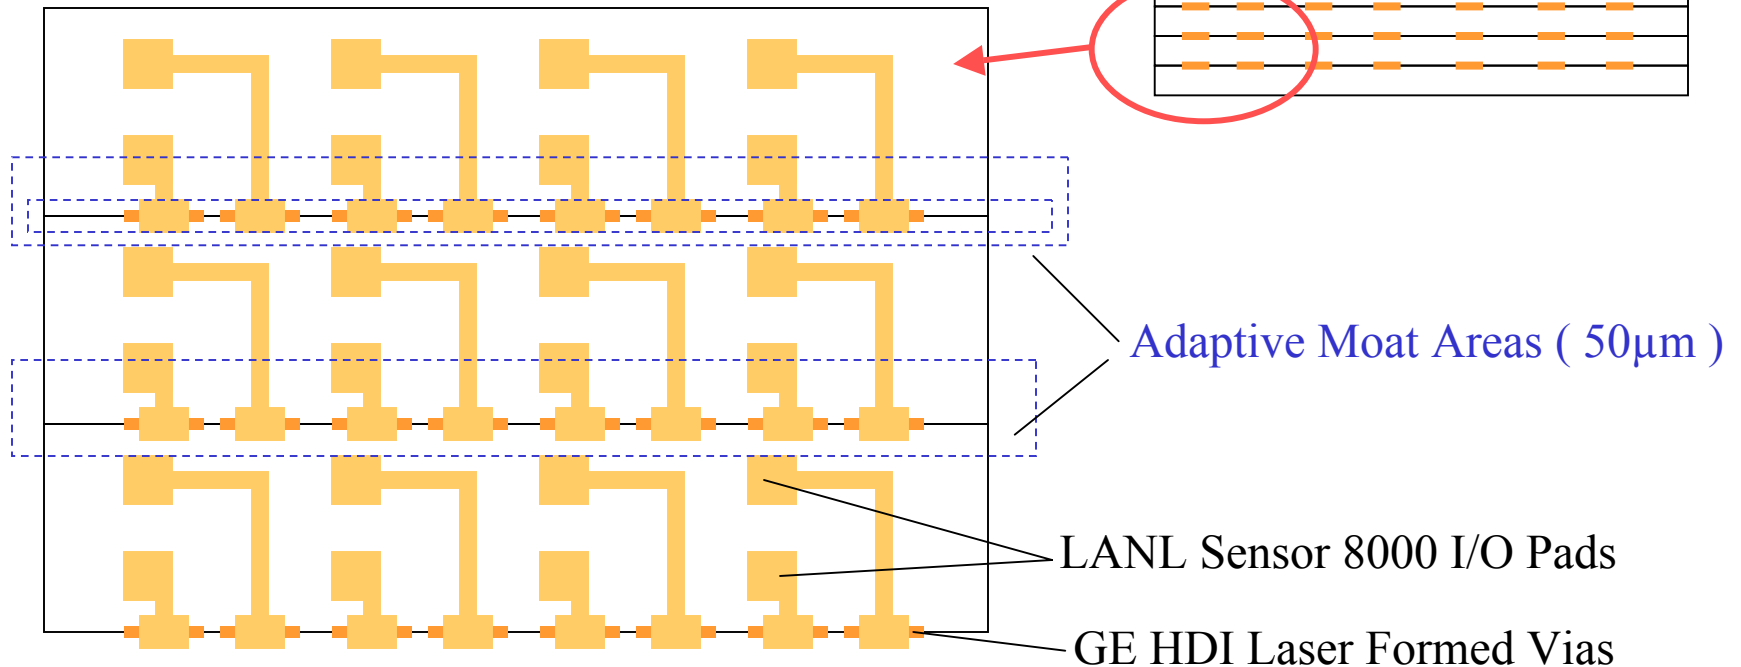 Adaptive Moat Areas ( 50µm )
LANL Sensor 8000 I/O Pads
GE HDI Laser Formed Vias